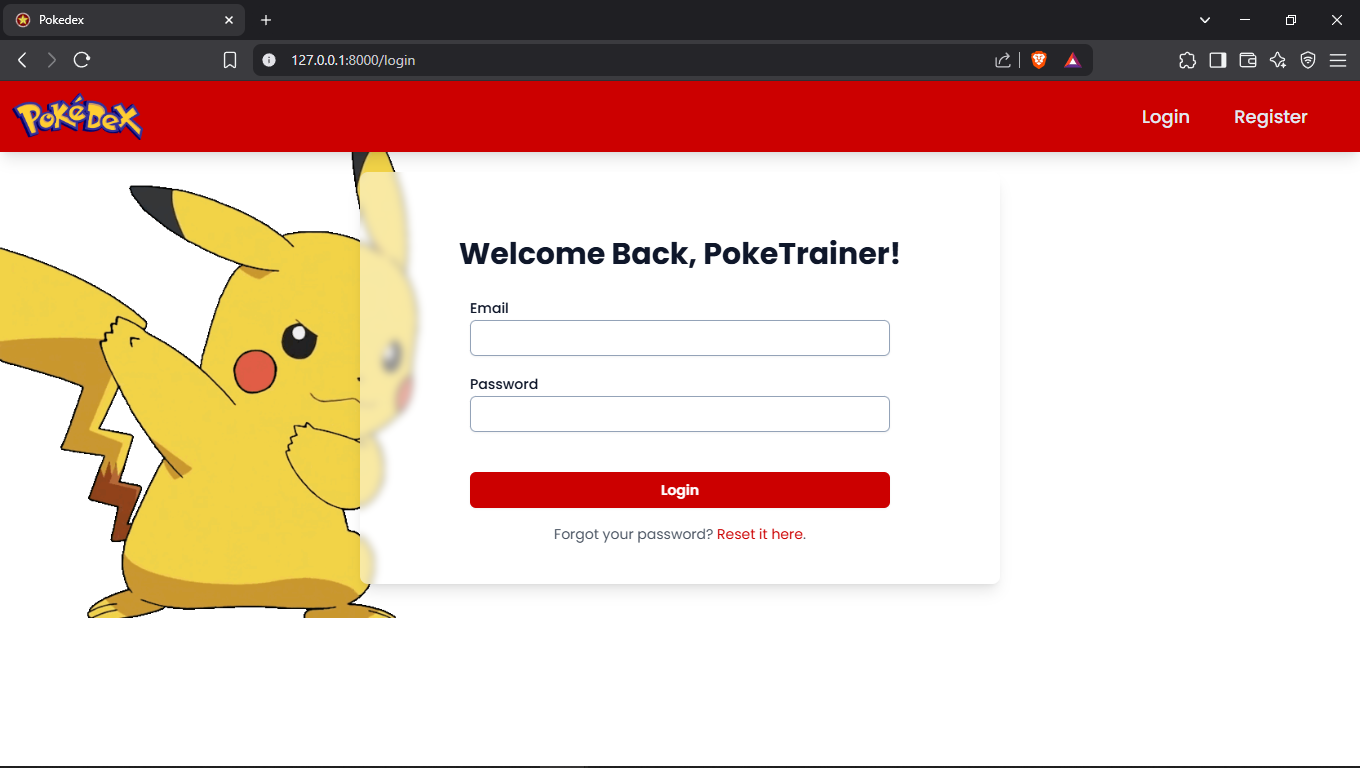 Pokedex
127.0.0.1:8000/login
PokéDex
Login
Register
Welcome Back, PokeTrainer!
Email
Password
Login
Forgot your password? Reset it here.